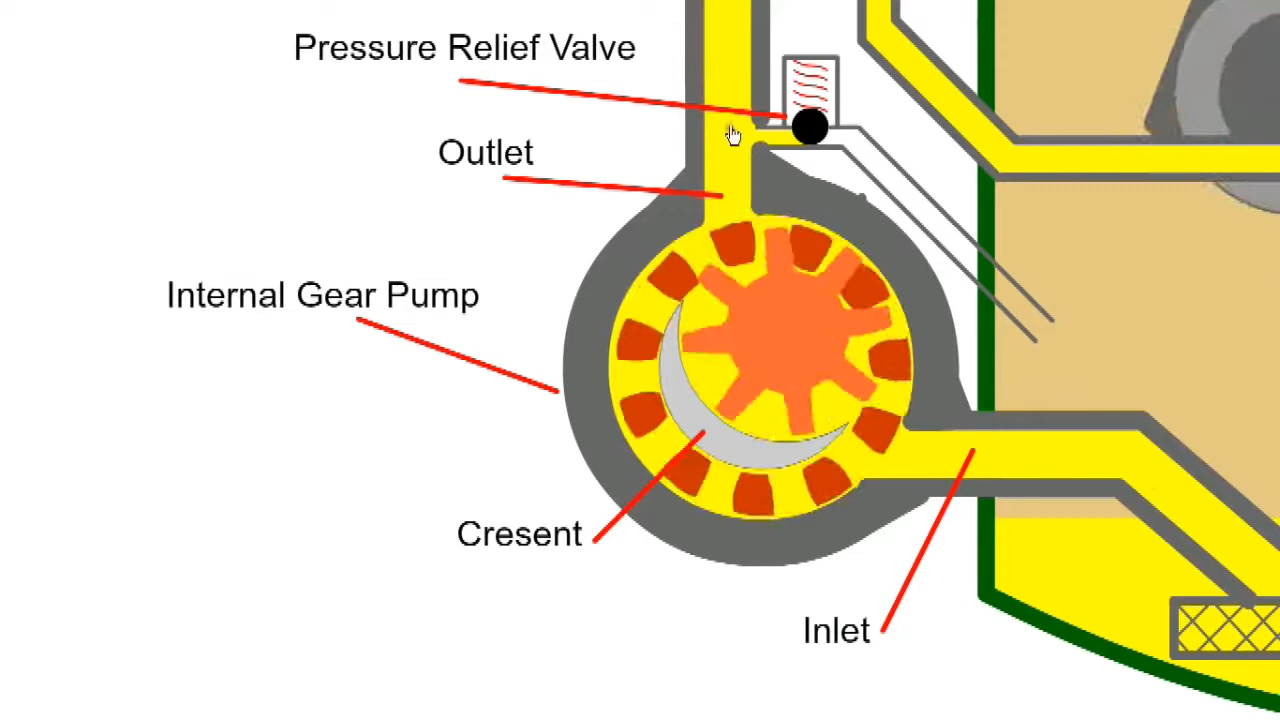 Pressure Relief Valve
Outlet
Internal Gear Pump
Cresent
Inlet